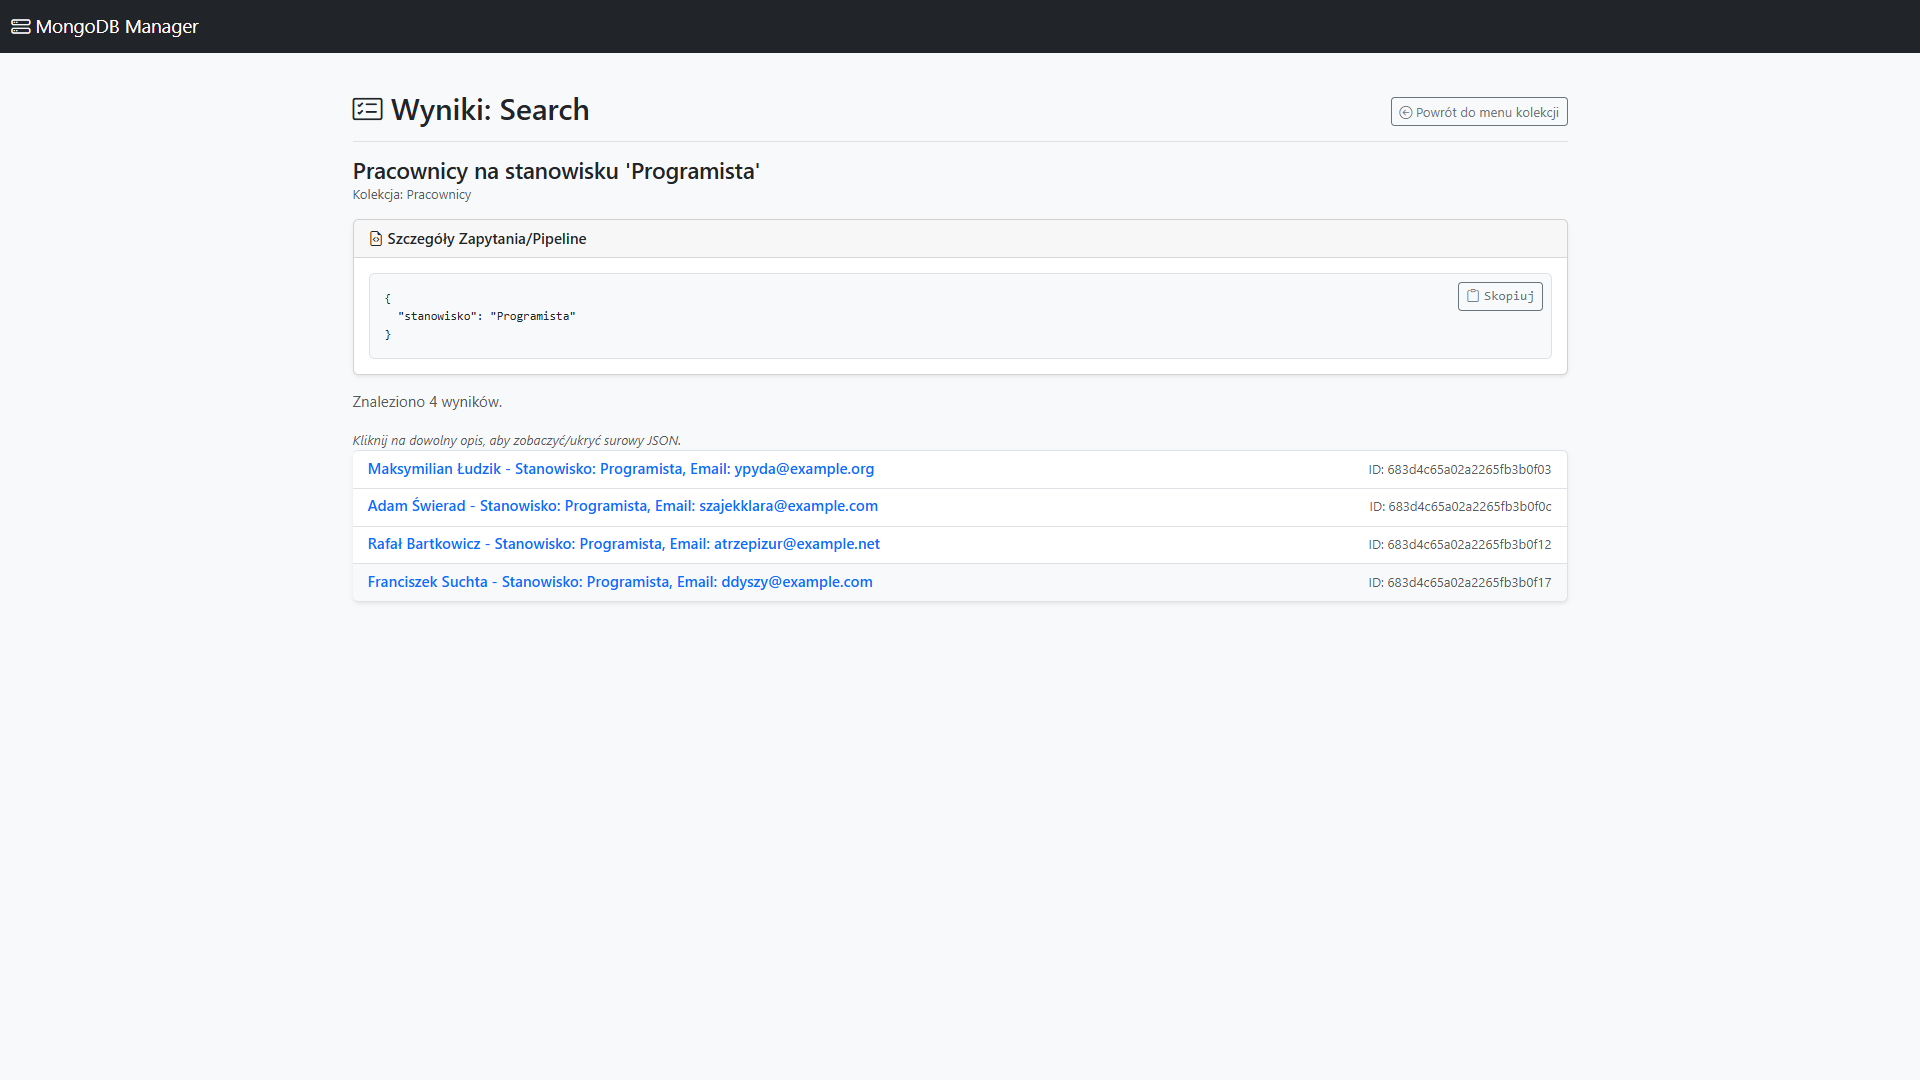 MongoDB Manager
Wyniki: Search
Powrót do menu kolekcji
Pracownicy na stanowisku 'Programista'
Kolekcja: Pracownicy
Szczegóły Zapytania/Pipeline
{
"stanowisko": "Programista"
}
Skopiuj
Znaleziono 4 wyników.
Kliknij na dowolny opis, aby zobaczyć/ukryć surowy JSON.
Maksymilian Łudzik - Stanowisko: Programista, Email: ypyda@example.org ID: 683d4c65a02a2265fb3b0f03
Adam Świerad - Stanowisko: Programista, Email: szajekklara@example.com ID: 683d4c65a02a2265fb3b0f0c
Rafał Bartkowicz - Stanowisko: Programista, Email: atrzepizur@example.net ID: 683d4c65a02a2265fb3b0f12
Franciszek Suchta - Stanowisko: Programista, Email: ddyszy@example.com ID: 683d4c65a02a2265fb3b0f17